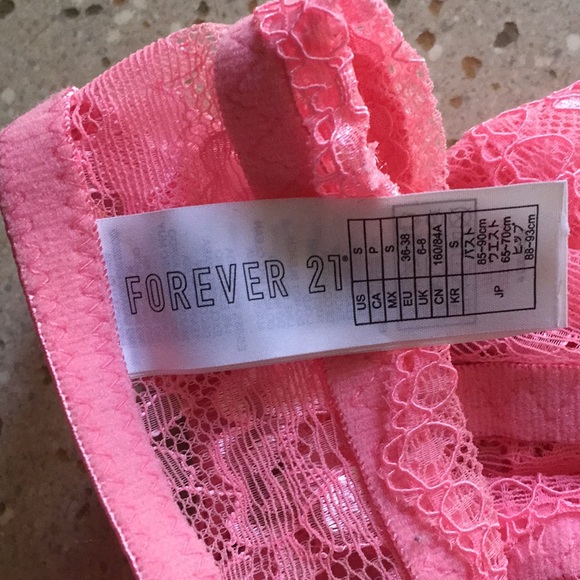 FOREVER 21®
US S
CA P
MX S
EU 36-38
UK 6-8
CN 160/84A
KR S
JP バスト
85~90cm
ウエスト
65~70cm
ヒップ
88~93cm